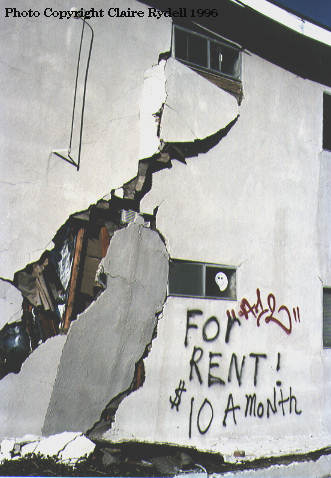 Photo Copyright Claire Rydell 1996
FOR
RENT!
$10 A MONTH